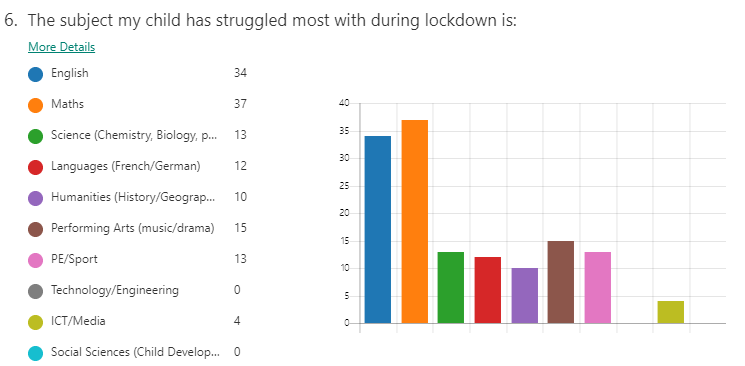 6. The subject my child has struggled most with during lockdown is:
More Details
English 34
Maths 37
Science (Chemistry, Biology, p... 13
Languages (French/German) 12
Humanities (History/Geograp... 10
Performing Arts (music/drama) 15
PE/Sport 13
Technology/Engineering 0
ICT/Media 4
Social Sciences (Child Develop... 0
40
35
30
25
20
15
10
5
0